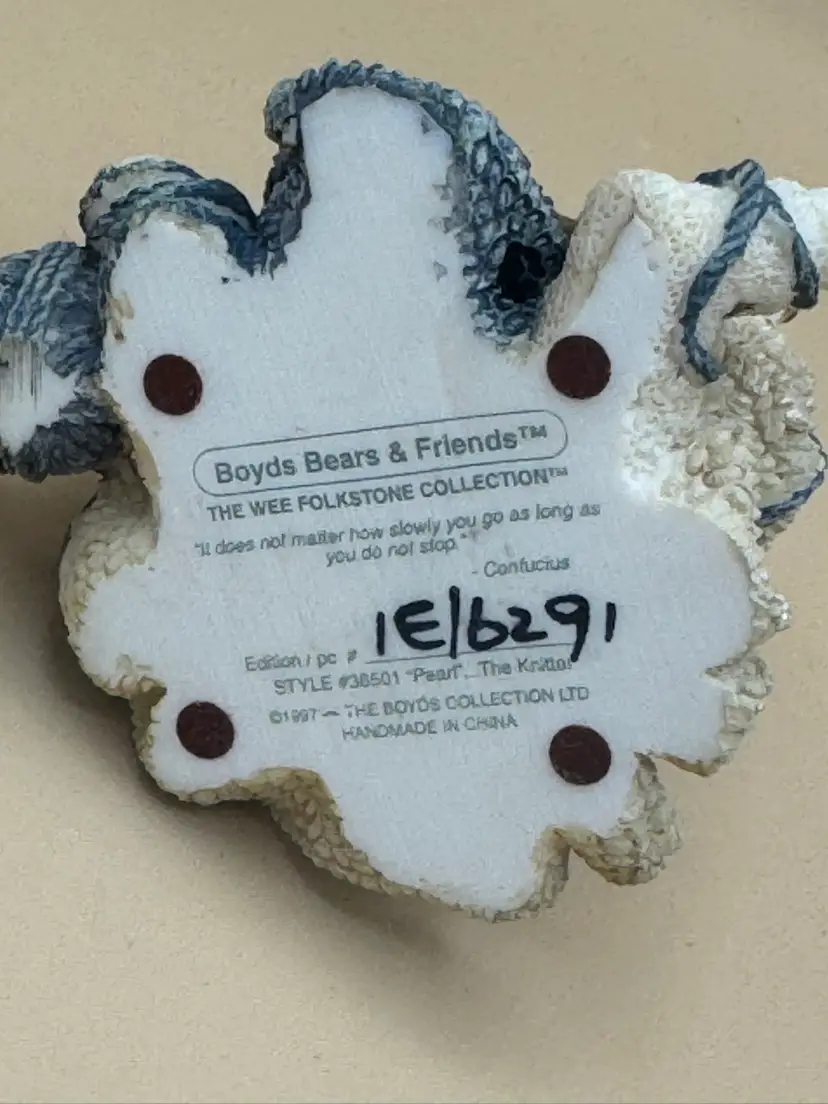 Boyds Bears & Friends™
THE WEE FOLKSTONE COLLECTION™
"It does not matter how slowly you go as long as
you do not stop."
- Confucius
Edition / pc # 1E/6291
STYLE #36501 "Pearl"... The Knitter
©1997 — THE BOYDS COLLECTION LTD
HANDMADE IN CHINA